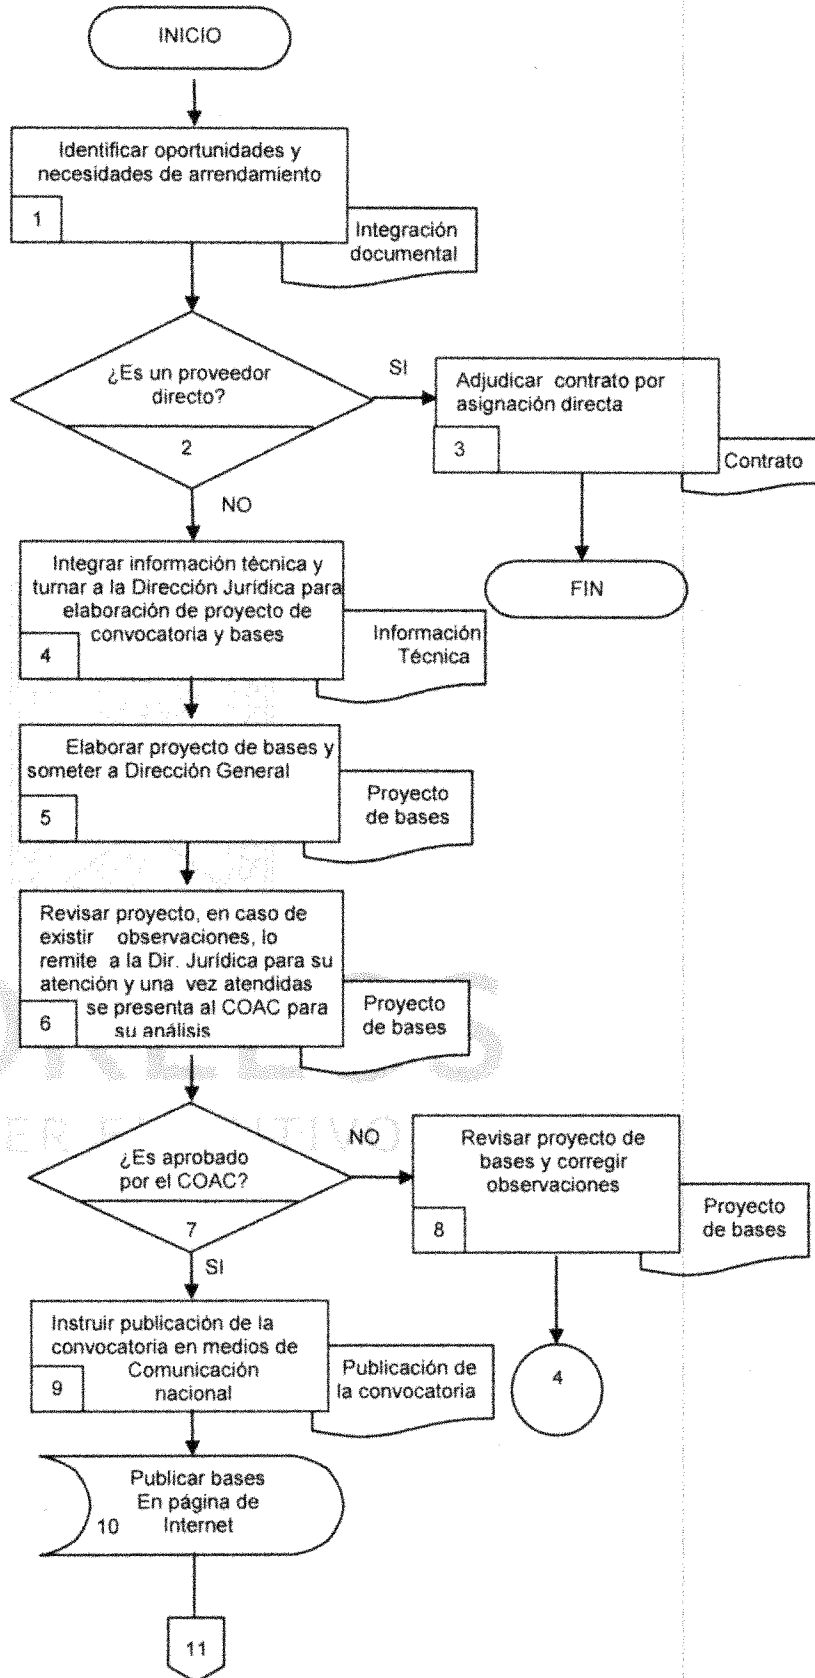 INICIO
Identificar oportunidades y
necesidades de arrendamiento
1
Integración
documental
¿Es un proveedor
directo?
2
SI
Adjudicar contrato por
asignación directa
3
Contrato
FIN
NO
Integrar información técnica y
turnar a la Dirección Jurídica para
elaboración de proyecto de
convocatoria y bases
4
Información
Técnica
Elaborar proyecto de bases y
someter a Dirección General
5
Proyecto
de bases
Revisar proyecto, en caso de
existir observaciones, lo
remite a la Dir. Jurídica para su
atención y una vez atendidas
se presenta al COAC para
su análisis
6
Proyecto
de bases
¿Es aprobado
por el COAC?
7
NO
Revisar proyecto de
bases y corregir
observaciones
8
Proyecto
de bases
4
SI
Instruir publicación de la
convocatoria en medios de
Comunicación
nacional
9
Publicación de
la convocatoria
Publicar bases
En página de
Internet
10
11